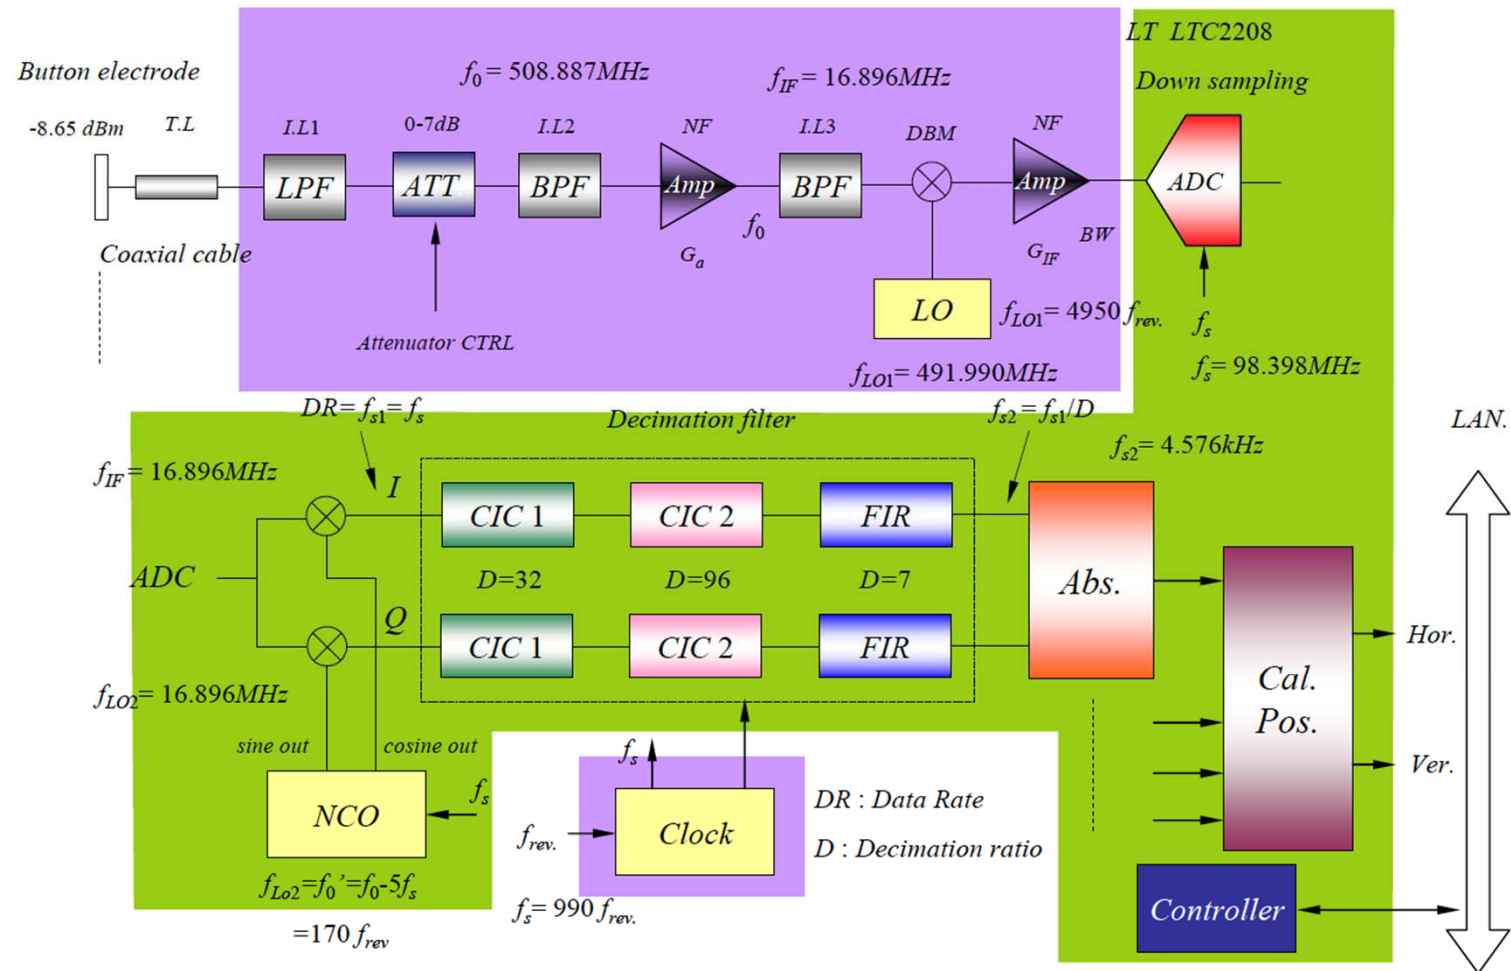 LT LTC2208
Button electrode
f0 = 508.887MHz
fIF = 16.896MHz
Down sampling
-8.65 dBm
T.L
I.L1
0-7dB
I.L2
NF
I.L3
DBM
NF
LPF
ATT
BPF
Amp
BPF
Amp
ADC
Coaxial cable
Ga
f0
GIF
BW
LO
fLO1= 4950 frev.
fs
Attenuator CTRL
fLO1= 491.990MHz
fs= 98.398MHz
DR= fs1= fs
Decimation filter
fs2 = fs1/D
LAN.
fs2= 4.576kHz
fIF= 16.896MHz
I
CIC 1
CIC 2
FIR
ADC
D=32
D=96
D=7
Abs.
Q
CIC 1
CIC 2
FIR
Hor.
fLO2= 16.896MHz
Cal.
Pos.
sine out
cosine out
fs
Ver.
NCO
fs
DR : Data Rate
frev.
Clock
D : Decimation ratio
fLo2=f0’=f0-5fs
fs= 990 frev.
=170 frev
Controller